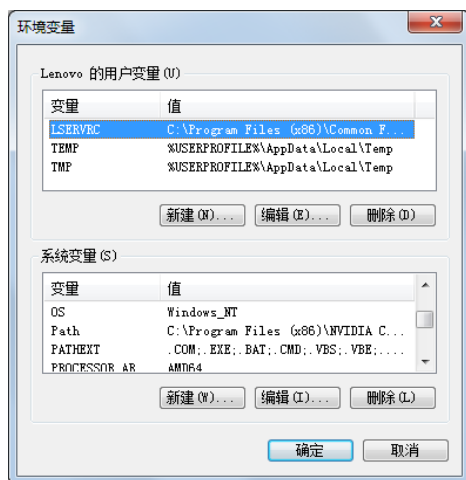 环境变量
Lenovo 的用户变量(U)
变量 值
LSERVRC C:\Program Files (x86)\Common F...
TEMP %USERPROFILE%\AppData\Local\Temp
TMP %USERPROFILE%\AppData\Local\Temp
新建(N)... 编辑(E)... 删除(D)
系统变量(S)
变量 值
OS Windows_NT
Path C:\Program Files (x86)\NVIDIA C...
PATHEXT .COM;.EXE;.BAT;.CMD;.VBS;.VBE;....
PROCESSOR_AR AMD64
新建(W)... 编辑(I)... 删除(L)
确定 取消